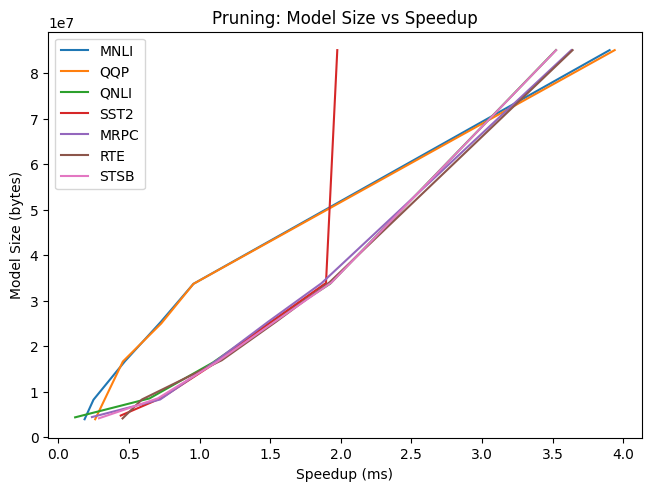 Pruning: Model Size vs Speedup
1e7
MNLI
QQP
QNLI
SST2
MRPC
RTE
STSB
Model Size (bytes)
8
7
6
5
4
3
2
1
0
0.0 0.5 1.0 1.5 2.0 2.5 3.0 3.5 4.0
Speedup (ms)